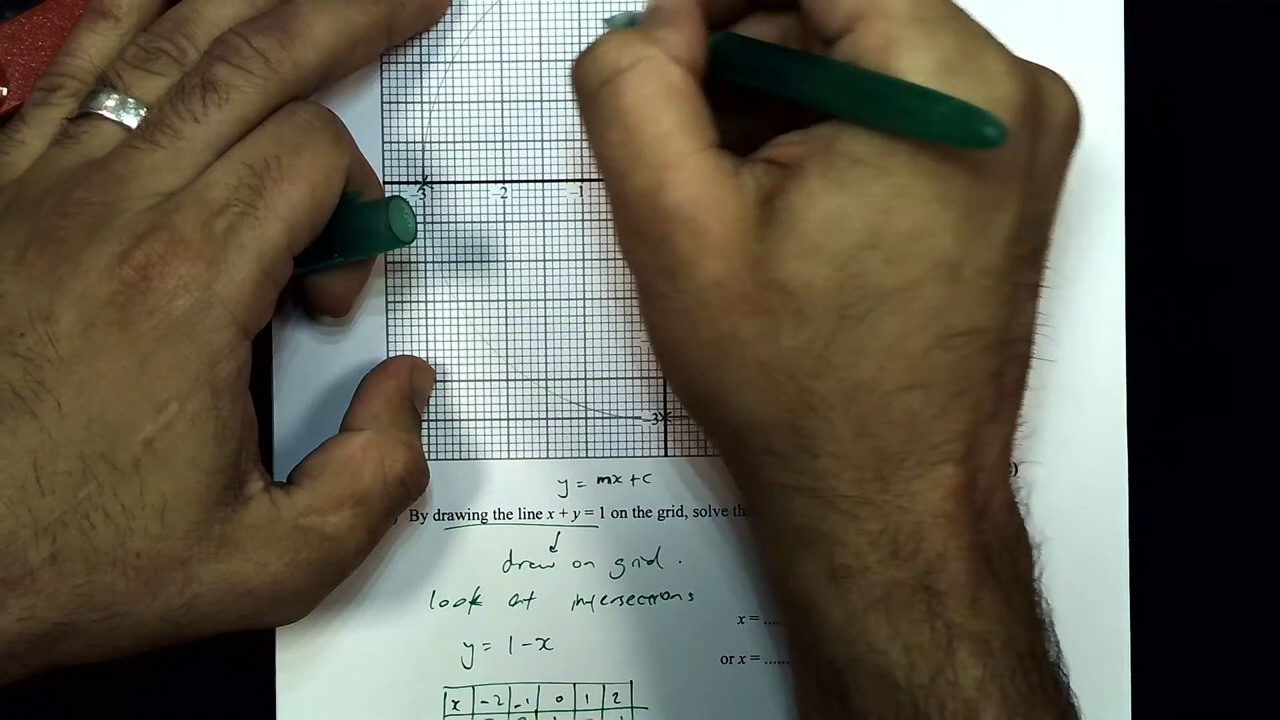 -3 -2 -1
-3
y = mx + c
By drawing the line x + y = 1 on the grid, solve
draw on grid.
look at intersections
x = ....
y = 1 - x
or x = ......
x -2 -1 0 1 2